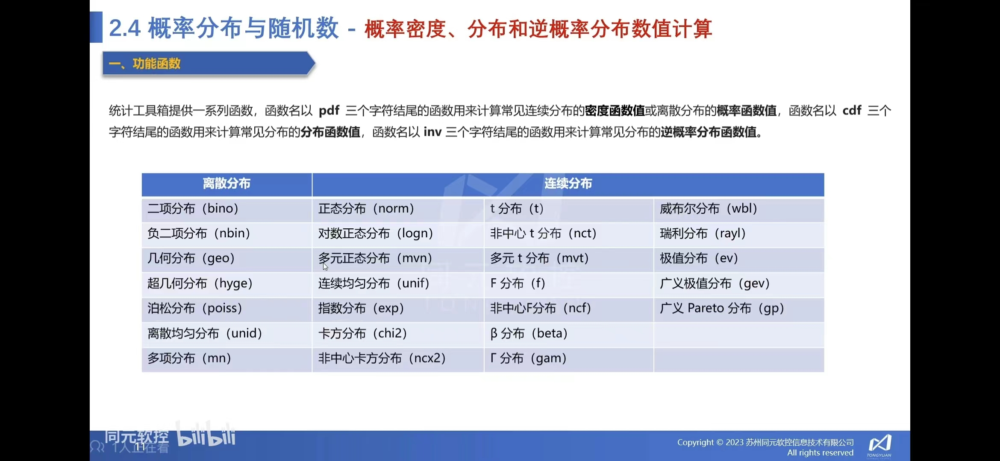 2.4 概率分布与随机数 - 概率密度、分布和逆概率分布数值计算
一、功能函数
统计工具箱提供一系列函数，函数名以 pdf 三个字符结尾的函数用来计算常见连续分布的密度函数值或离散分布的概率函数值，函数名以 cdf 三个
字符结尾的函数用来计算常见分布的分布函数值，函数名以 inv 三个字符结尾的函数用来计算常见分布的逆概率分布函数值。
离散分布 连续分布
二项分布（bino） 正态分布（norm） t 分布（t） 威布尔分布（wbl）
负二项分布（nbin） 对数正态分布（logn） 非中心 t 分布（nct） 瑞利分布（rayl）
几何分布（geo） 多元正态分布（mvn） 多元 t 分布（mvt） 极值分布（ev）
超几何分布（hyge） 连续均匀分布（unif） F 分布（f） 广义极值分布（gev）
泊松分布（poiss） 指数分布（exp） 非中心F分布（ncf） 广义 Pareto 分布（gp）
离散均匀分布（unid） 卡方分布（chi2） β 分布（beta）
多项分布（mn） 非中心卡方分布（ncx2） Γ 分布（gam）
同元软控 bilibili
1人正在看
11
Copyright © 2023 苏州同元软控信息技术有限公司
All rights reserved
TONGYUAN